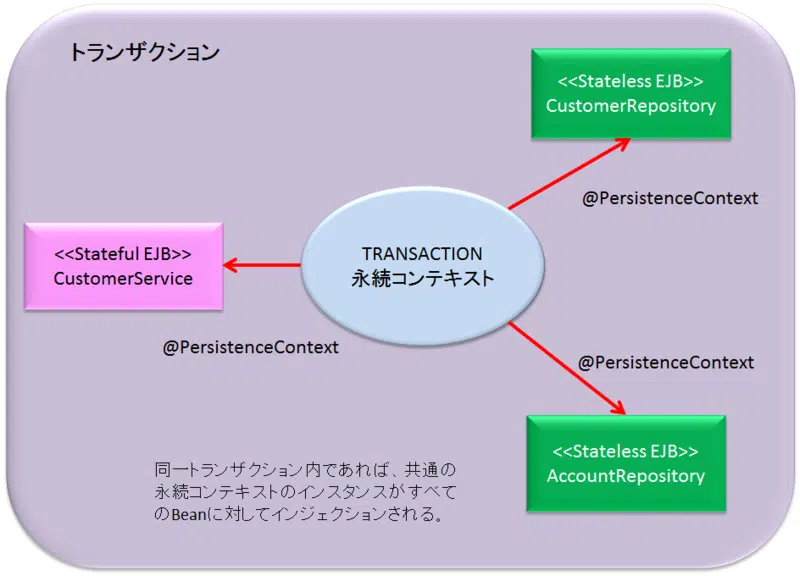 トランザクション
<<Stateless EJB>>
CustomerRepository
@PersistenceContext
<<Stateful EJB>>
CustomerService
TRANSACTION
永続コンテキスト
@PersistenceContext
@PersistenceContext
<<Stateless EJB>>
AccountRepository
同一トランザクション内であれば、共通の
永続コンテキストのインスタンスがすべて
のBeanに対してインジェクションされる。